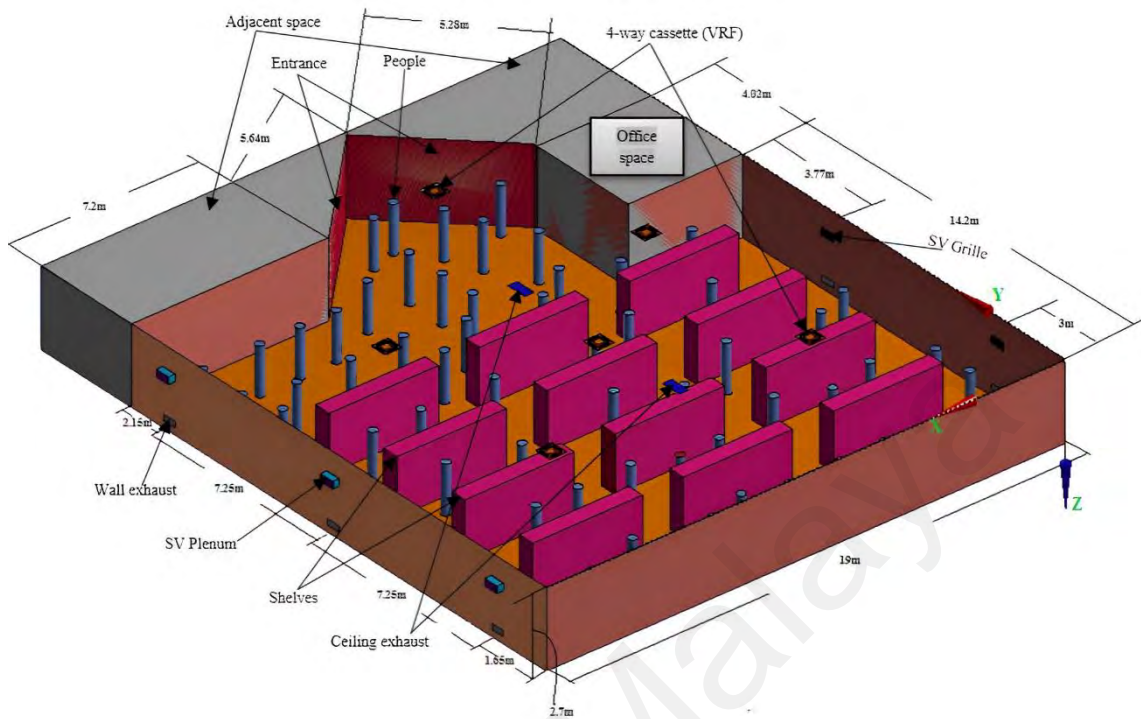 5.28m
Adjacent space
4-way cassette (VRF)
Entrance
People
4.02m
Office
space
5.64m
3.77m
7.2m
14.2m
SV Grille
Y
3m
X
2.15m
Wall exhaust
7.25m
Z
SV Plenum
19m
Shelves
7.25m
Ceiling exhaust
1.65m
2.7m
Malaya